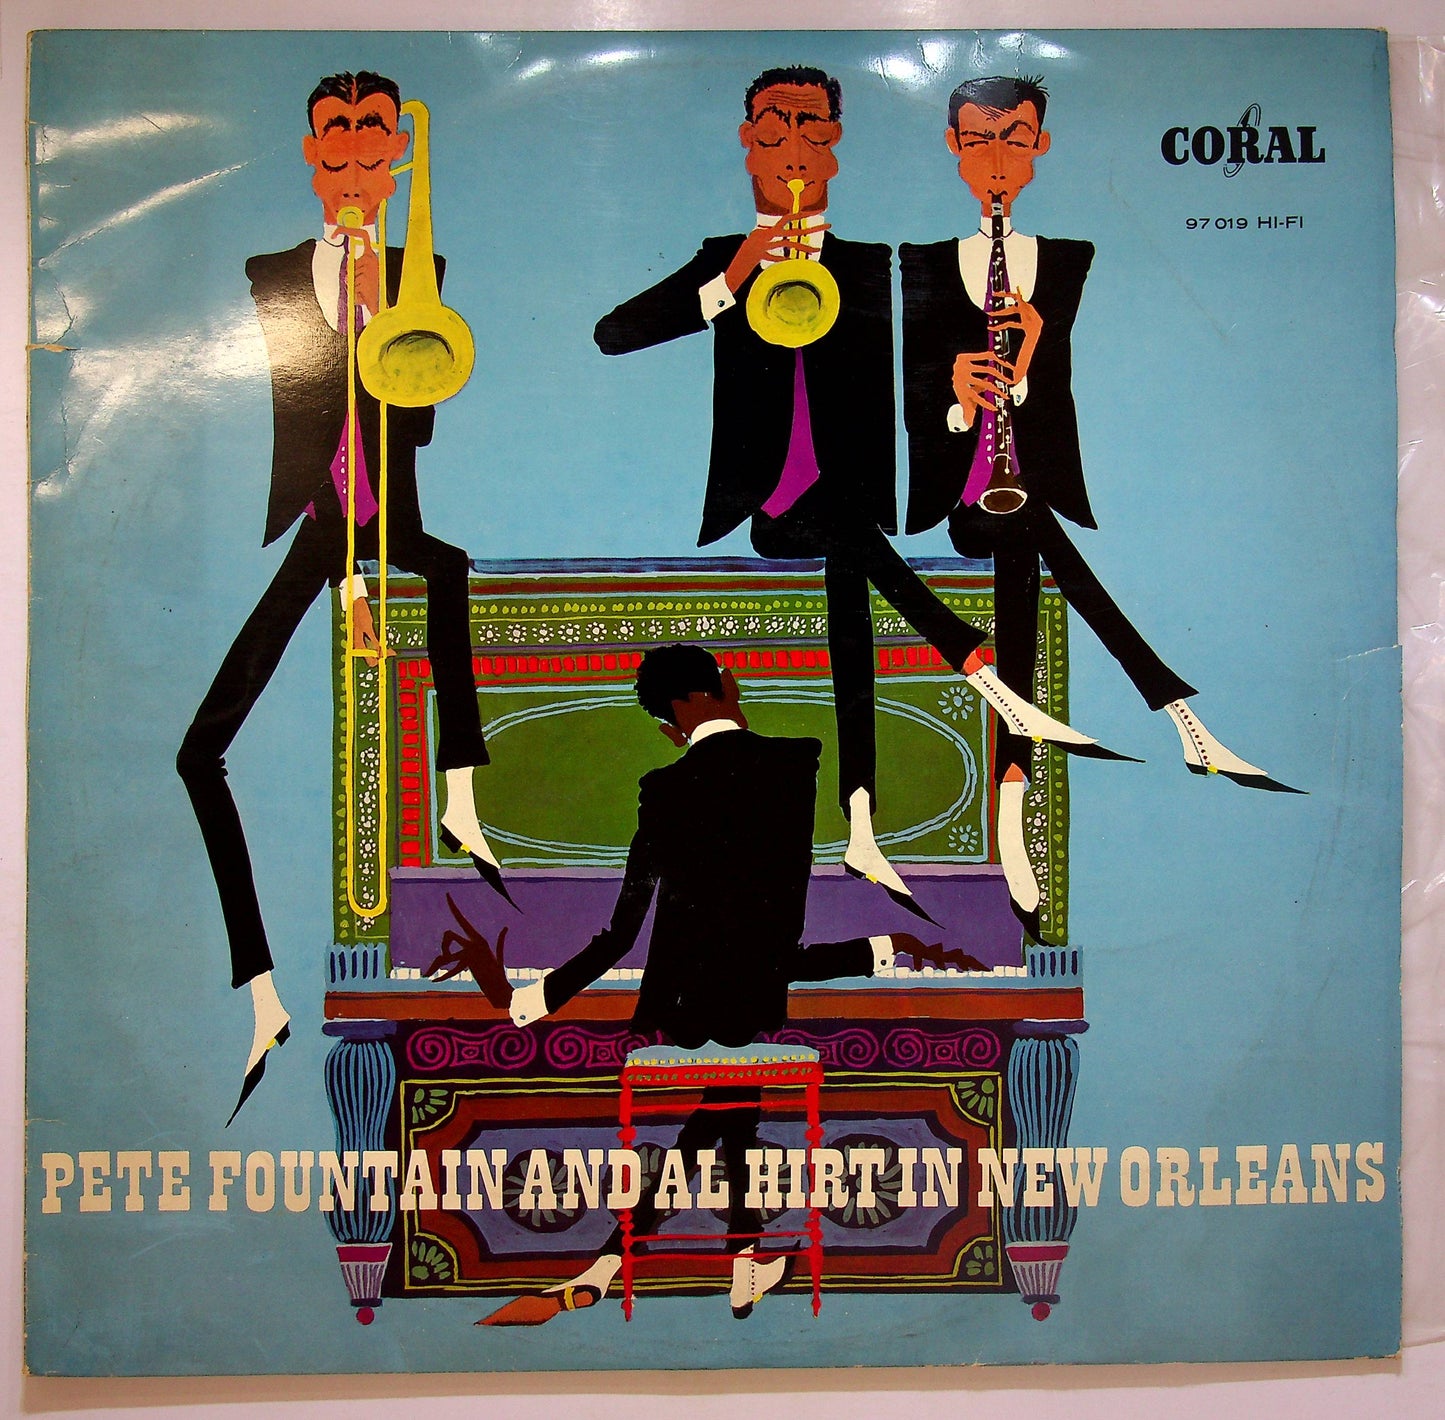 CORAL
97 019 HI-FI
PETE FOUNTAIN AND AL HIRT IN NEW ORLEANS